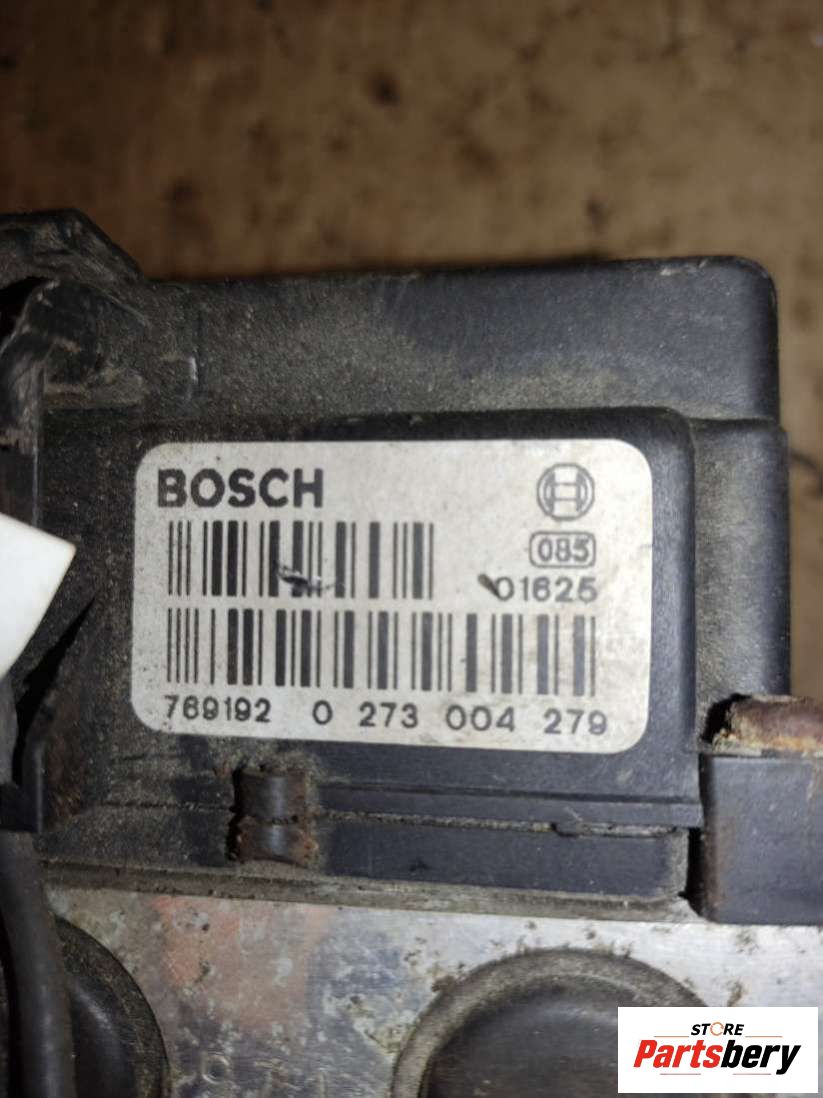 BOSCH
085
01625
769192 0 273 004 279
STORE
Partsbery